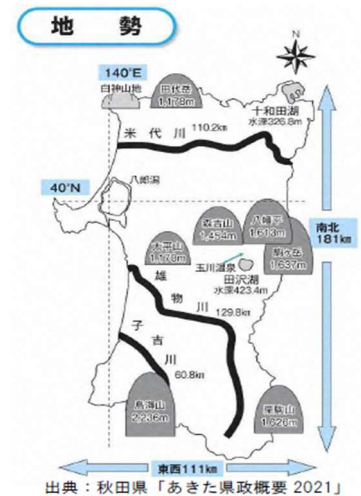 地 勢
N
140°E
白神山地
田代岳
1,178m
十和田湖
水深326.8m
米代川
110.2km
八郎潟
40°N
森吉山
1,454m
八幡平
1,613m
南北
181km
太平山
1,170m
駒ヶ岳
1,637m
玉川温泉
田沢湖
水深423.4m
雄物川
129.8km
子吉川
60.8km
鳥海山
2,236m
栗駒山
1,626m
東西111km
出典：秋田県「あきた県政概要 2021」